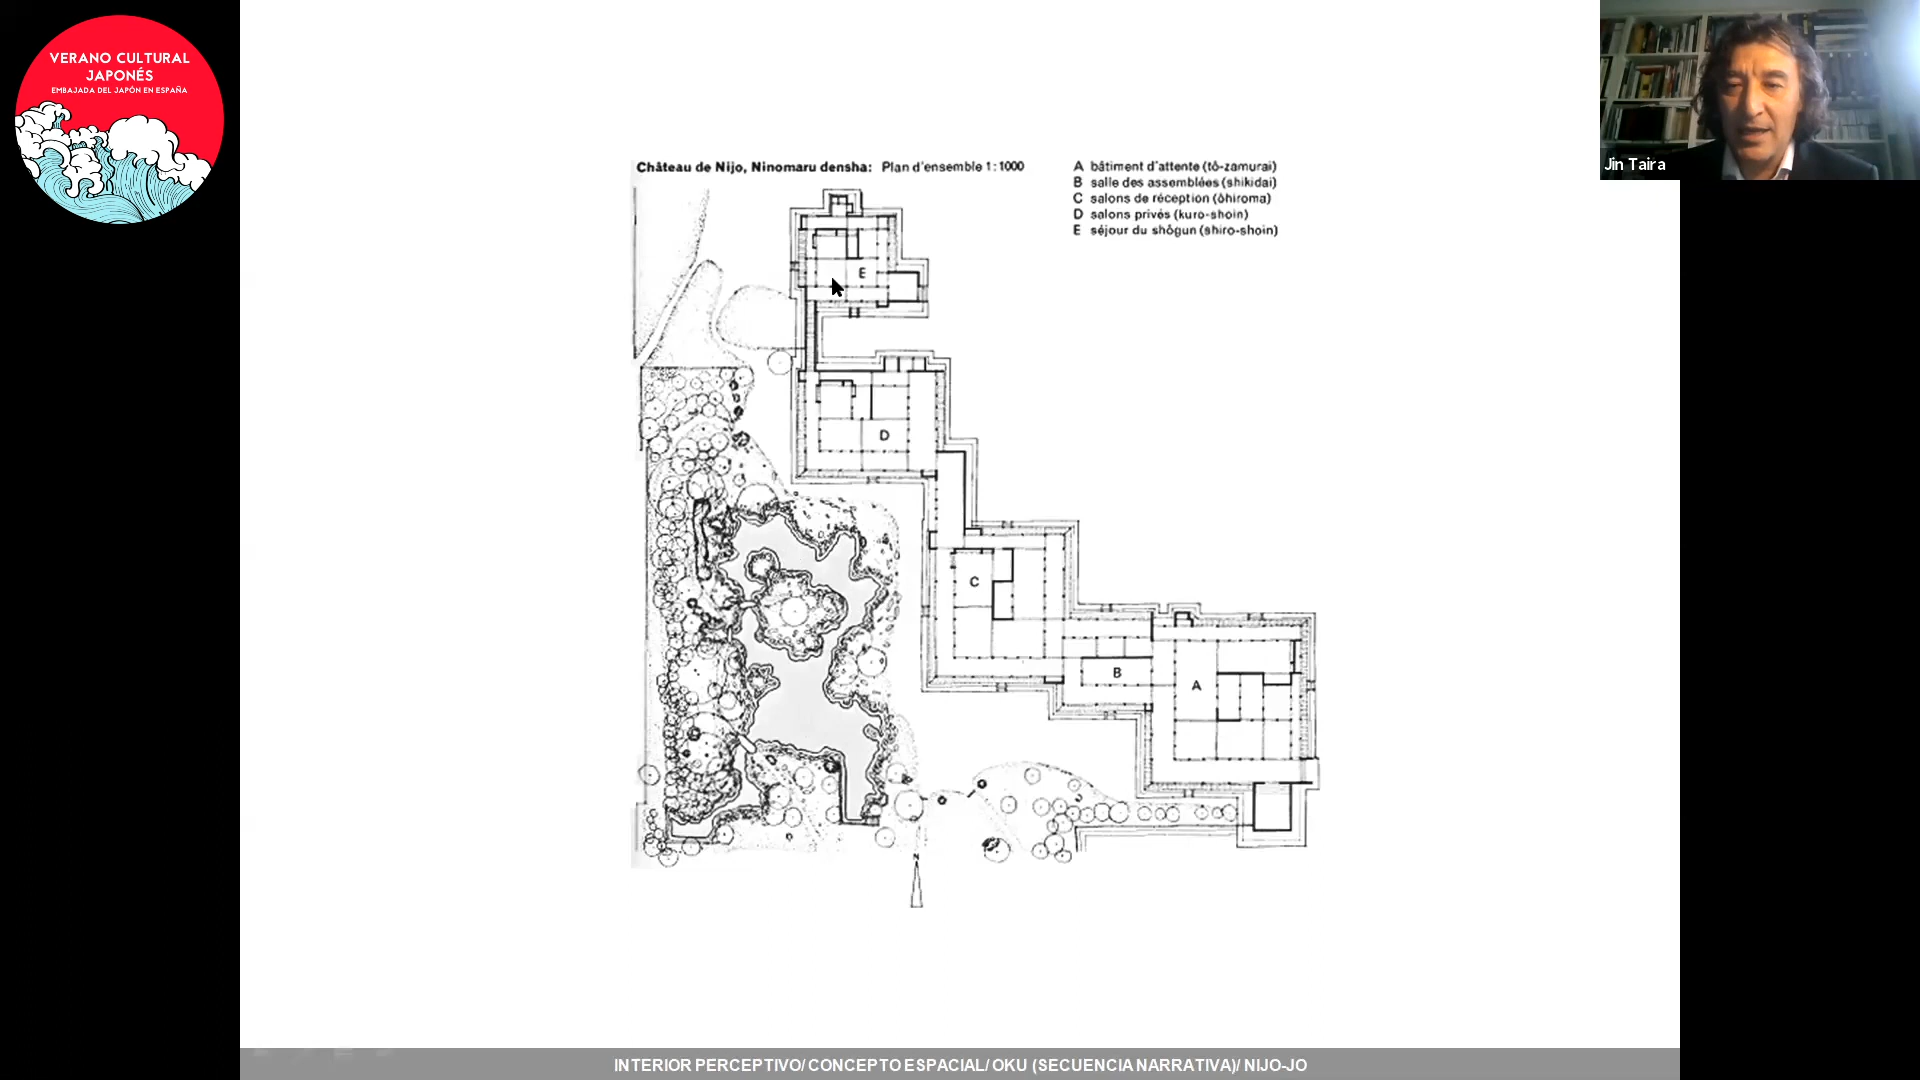 VERANO CULTURAL
JAPONÉS
EMBAJADA DEL JAPÓN EN ESPAÑA
Jin Taira
Château de Nijo, Ninomaru densha: Plan d'ensemble 1:1000
A bâtiment d'attente (tô-zamurai)
B salle des assemblées (shikidai)
C salons de réception (ôhiroma)
D salons privés (kuro-shoin)
E séjour du shôgun (shiro-shoin)
E
D
C
B
A
N
INTERIOR PERCEPTIVO/ CONCEPTO ESPACIAL/ OKU (SECUENCIA NARRATIVA)/ NIJO-JO